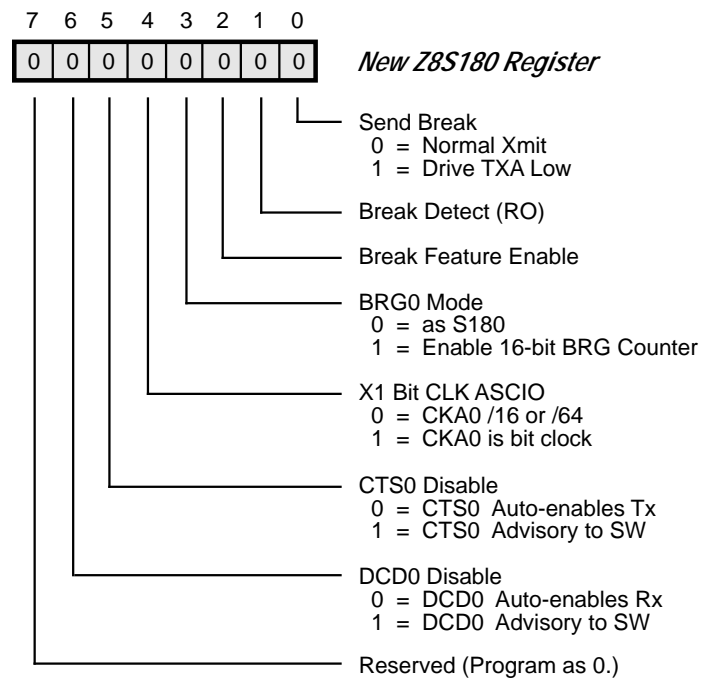 7 6 5 4 3 2 1 0
0 0 0 0 0 0 0 0 New Z8S180 Register
Send Break
0 = Normal Xmit
1 = Drive TXA Low
Break Detect (RO)
Break Feature Enable
BRG0 Mode
0 = as S180
1 = Enable 16-bit BRG Counter
X1 Bit CLK ASCIO
0 = CKA0 /16 or /64
1 = CKA0 is bit clock
CTS0 Disable
0 = CTS0 Auto-enables Tx
1 = CTS0 Advisory to SW
DCD0 Disable
0 = DCD0 Auto-enables Rx
1 = DCD0 Advisory to SW
Reserved (Program as 0.)